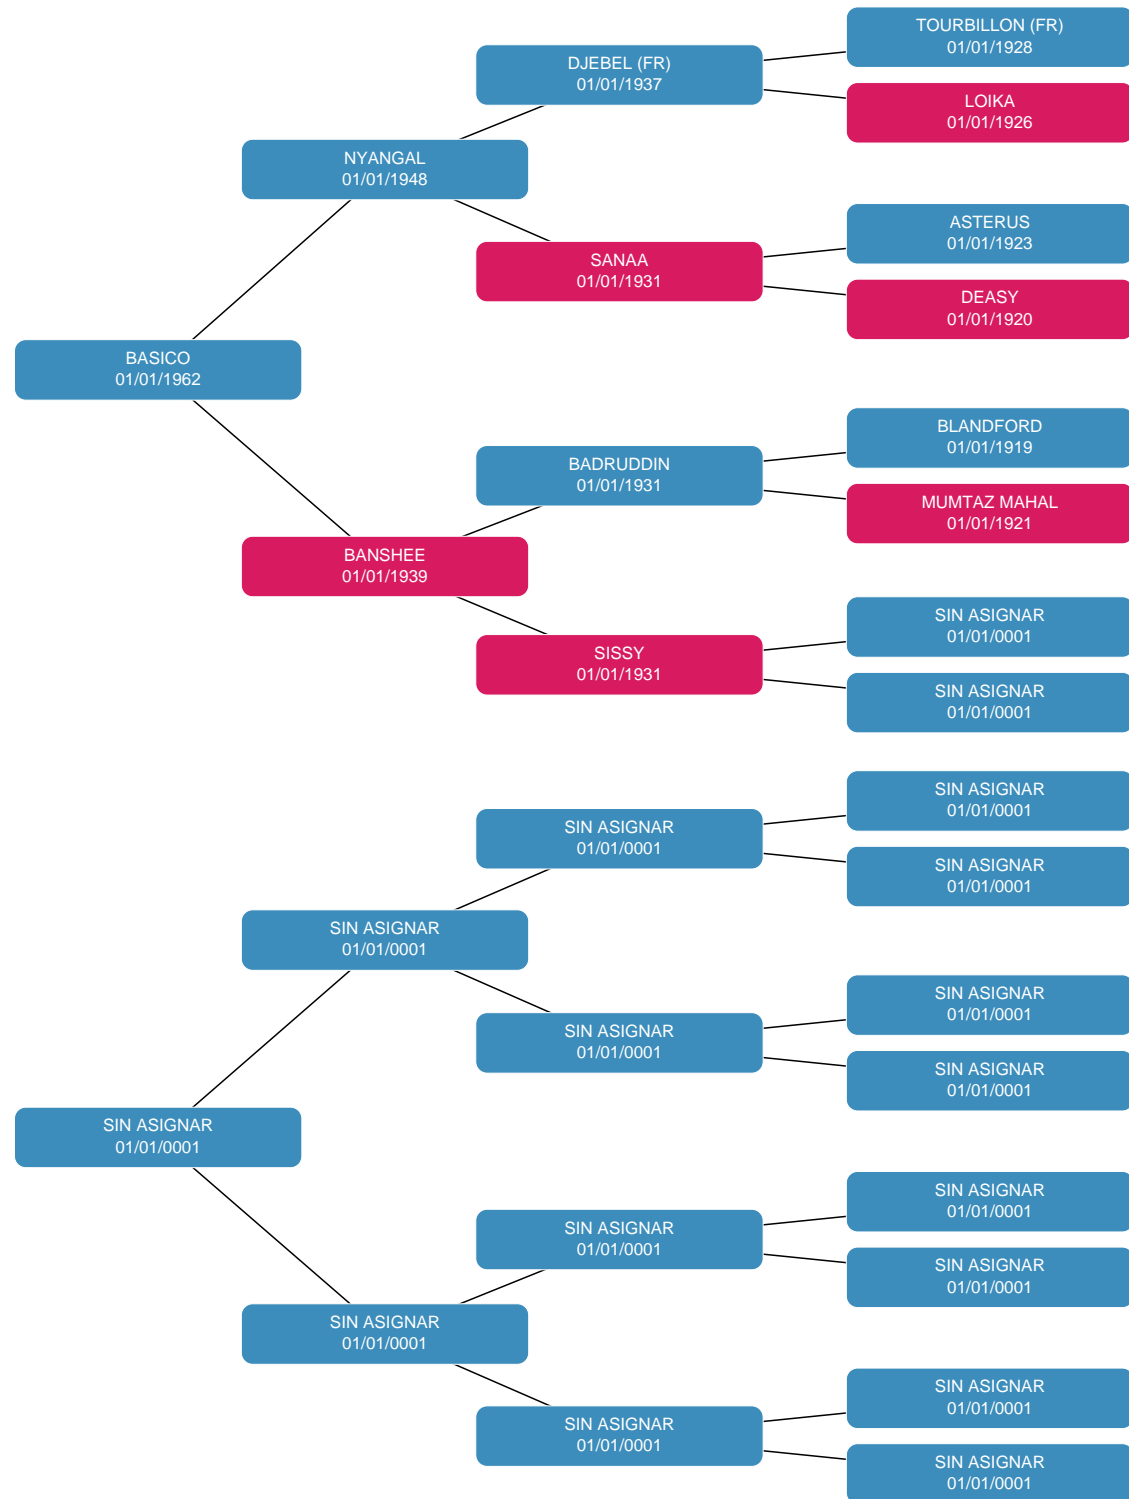 TOURBILLON (FR)
01/01/1928
DJEBEL (FR)
01/01/1937
LOIKA
01/01/1926
NYANGAL
01/01/1948
ASTERUS
01/01/1923
SANAA
01/01/1931
DEASY
01/01/1920
BASICO
01/01/1962
BLANDFORD
01/01/1919
BADRUDDIN
01/01/1931
MUMTAZ MAHAL
01/01/1921
BANSHEE
01/01/1939
SIN ASIGNAR
01/01/0001
SISSY
01/01/1931
SIN ASIGNAR
01/01/0001
SIN ASIGNAR
01/01/0001
SIN ASIGNAR
01/01/0001
SIN ASIGNAR
01/01/0001
SIN ASIGNAR
01/01/0001
SIN ASIGNAR
01/01/0001
SIN ASIGNAR
01/01/0001
SIN ASIGNAR
01/01/0001
SIN ASIGNAR
01/01/0001
SIN ASIGNAR
01/01/0001
SIN ASIGNAR
01/01/0001
SIN ASIGNAR
01/01/0001
SIN ASIGNAR
01/01/0001
SIN ASIGNAR
01/01/0001
SIN ASIGNAR
01/01/0001
SIN ASIGNAR
01/01/0001